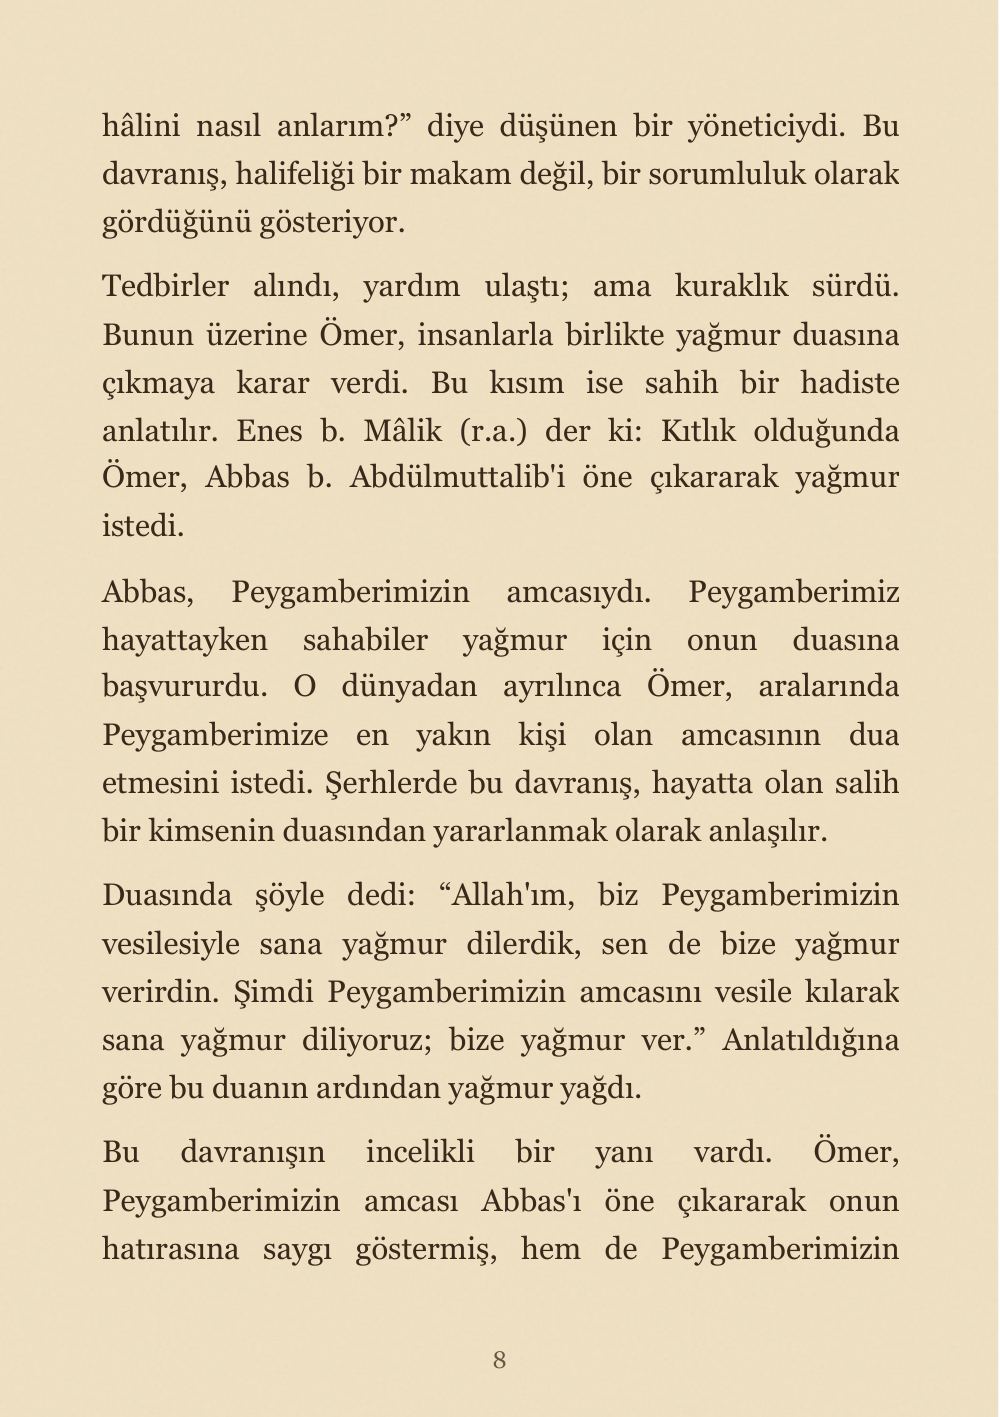 hâlini nasıl anlarım?” diye düşünen bir yöneticiydi. Bu
davranış, halifeliği bir makam değil, bir sorumluluk olarak
gördüğünü gösteriyor.
Tedbirler alındı, yardım ulaştı; ama kuraklık sürdü.
Bunun üzerine Ömer, insanlarla birlikte yağmur duasına
çıkmaya karar verdi. Bu kısım ise sahih bir hadiste
anlatılır. Enes b. Mâlik (r.a.) der ki: Kıtlık olduğunda
Ömer, Abbas b. Abdülmuttalib'i öne çıkararak yağmur
istedi.
Abbas, Peygamberimizin amcasıydı. Peygamberimiz
hayattayken sahabiler yağmur için onun duasına
başvururdu. O dünyadan ayrılınca Ömer, aralarında
Peygamberimize en yakın kişi olan amcasının dua
etmesini istedi. Şerhlerde bu davranış, hayatta olan salih
bir kimsenin duasından yararlanmak olarak anlaşılır.
Duasında şöyle dedi: “Allah'ım, biz Peygamberimizin
vesilesiyle sana yağmur dilerdik, sen de bize yağmur
verirdin. Şimdi Peygamberimizin amcasını vesile kılarak
sana yağmur diliyoruz; bize yağmur ver.” Anlatıldığına
göre bu duanın ardından yağmur yağdı.
Bu davranışın incelikli bir yanı vardı. Ömer,
Peygamberimizin amcası Abbas'ı öne çıkararak onun
hatırasına saygı göstermiş, hem de Peygamberimizin
8